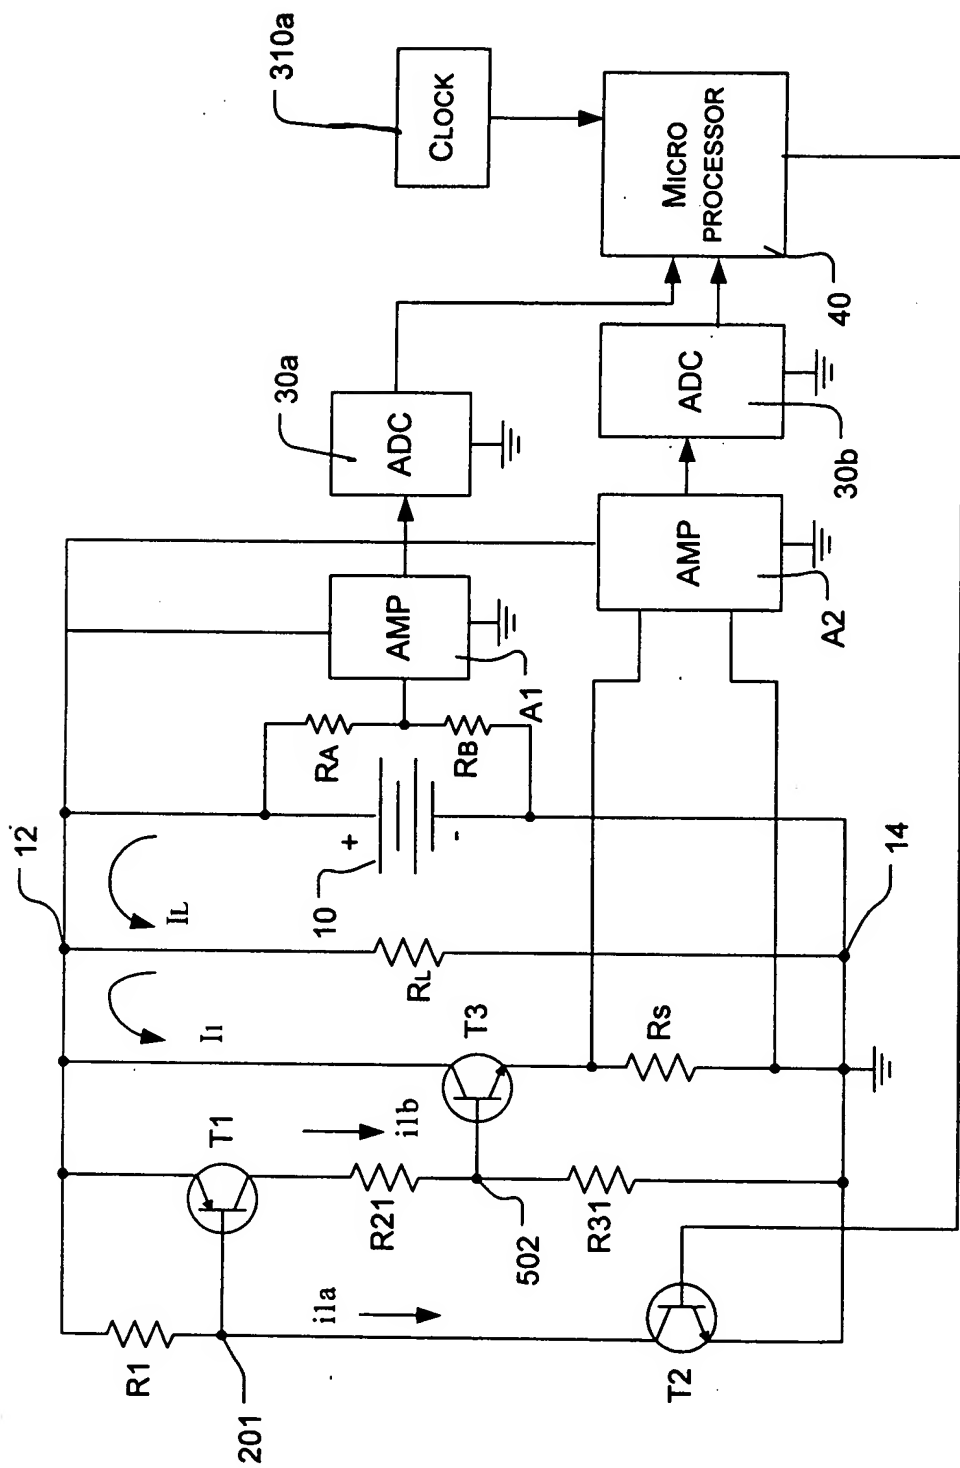 310a
CLOCK
MICRO
PROCESSOR
40
30a
ADC
ADC
30b
AMP
A1
AMP
A2
RA
RB
12
+
-
10
14
IL
RL
I1
T3
Rs
T1
i1b
R21
502
R31
R1
i1a
201
T2